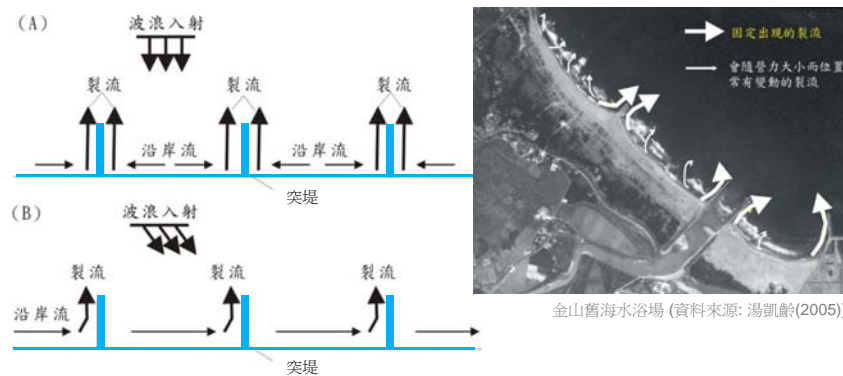 (A)
波浪入射
裂流
裂流
裂流
沿岸流
沿岸流
突堤
(B)
波浪入射
裂流
裂流
裂流
沿岸流
突堤
固定出現的裂流
會隨營力大小而位置
常有變動的裂流
金山舊海水浴場 (資料來源: 湯凱齡(2005))